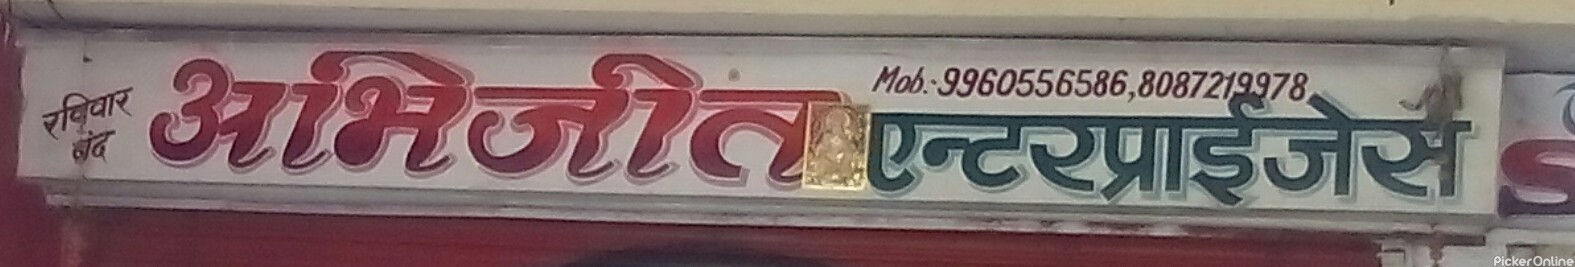 रविवार
बंद
अभिजीत
Mob:-9960556586,8087219978
एन्टरप्राईजेस
PickerOnline